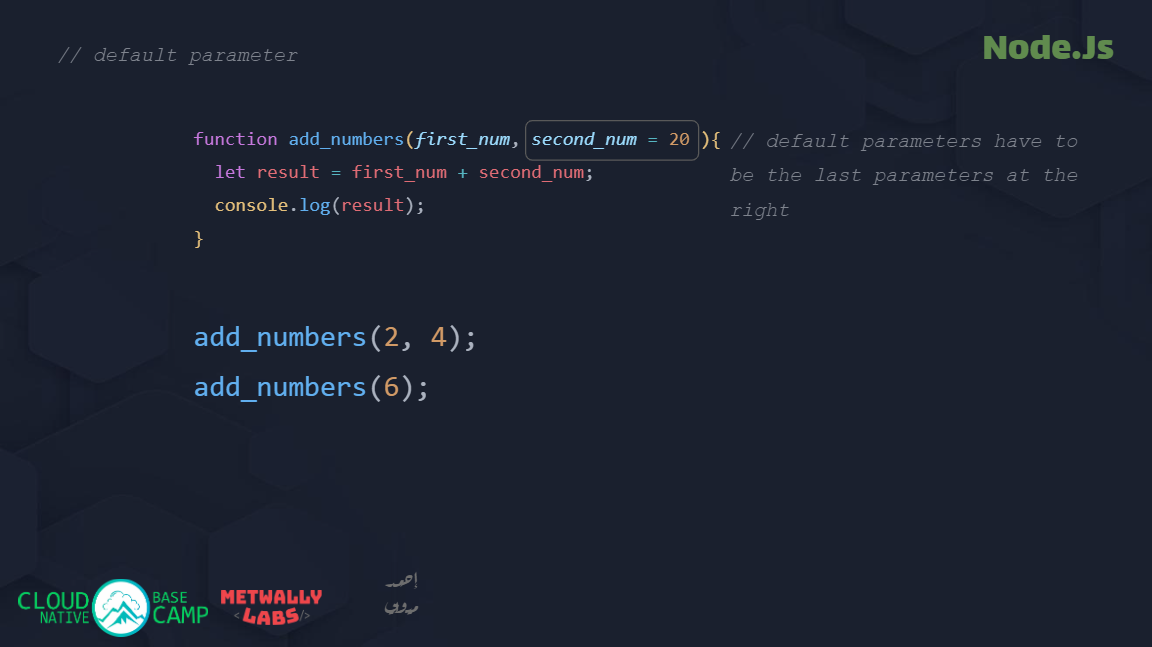 // default parameter
Node.Js
function add_numbers(first_num, second_num = 20 ){ // default parameters have to
let result = first_num + second_num;
be the last parameters at the
console.log(result);
right
}
add_numbers(2, 4);
add_numbers(6);
CLOUD NATIVE BASE CAMP
METWALLY
<LABS/>
أحمد